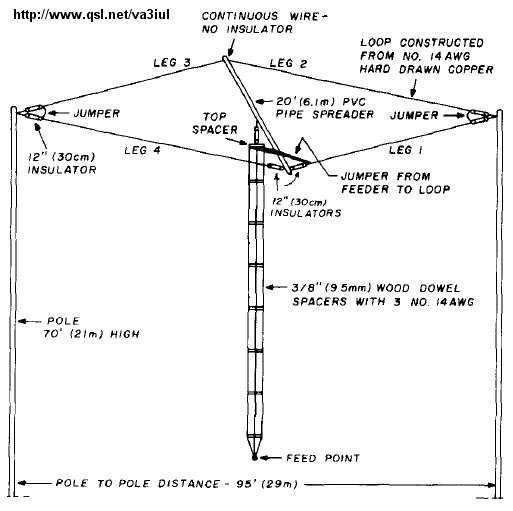 http://www.qsl.net/va3iul
CONTINUOUS WIRE-
NO INSULATOR
LOOP CONSTRUCTED
FROM NO. 14 AWG
HARD DRAWN COPPER
LEG 3
LEG 2
20' (6.1m) PVC
PIPE SPREADER
JUMPER
TOP
SPACER
JUMPER
12" (30cm)
INSULATOR
LEG 4
LEG 1
JUMPER FROM
FEEDER TO LOOP
12" (30cm)
INSULATORS
3/8" (9.5mm) WOOD DOWEL
SPACERS WITH 3 NO. 14 AWG
POLE
70' (21m) HIGH
FEED POINT
POLE TO POLE DISTANCE - 95' (29m)